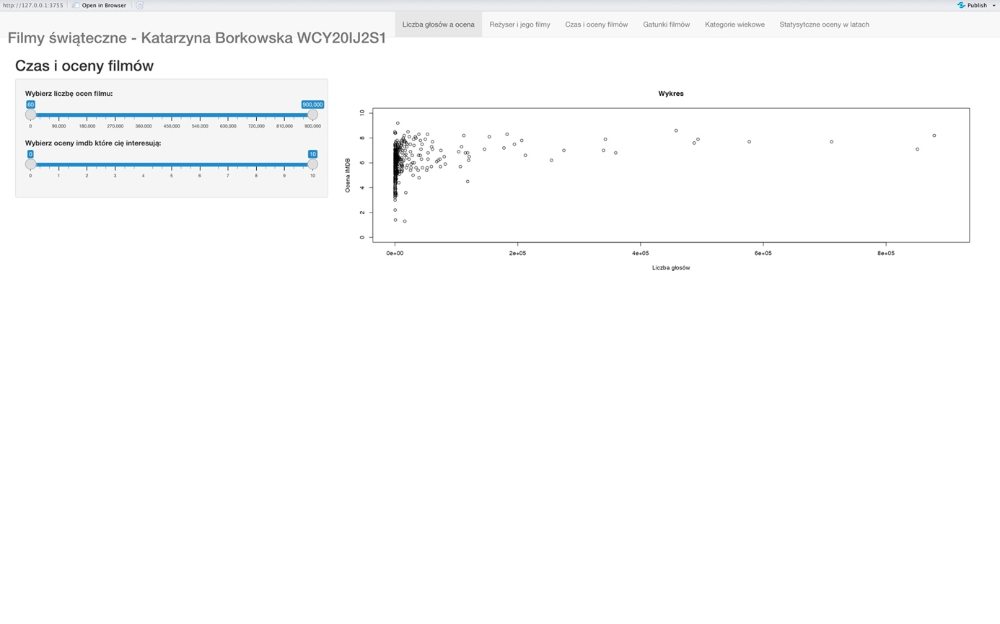 http://127.0.0.1:3755 Open in Browser Publish
Filmy świąteczne - Katarzyna Borkowska WCY20IJ2S1
Liczba głosów a ocena Reżyser i jego filmy Czas i oceny filmów Gatunki filmów Kategorie wiekowe Statysytczne oceny w latach
Czas i oceny filmów
Wybierz liczbę ocen filmu:
60 900,000
0 90,000 180,000 270,000 360,000 450,000 540,000 630,000 720,000 810,000 900,000
Wybierz oceny imdb które cię interesują:
0 10
0 1 2 3 4 5 6 7 8 9 10
Wykres
Ocena IMDB
10
8
6
4
2
0
0e+00 2e+05 4e+05 6e+05 8e+05
Liczba głosów